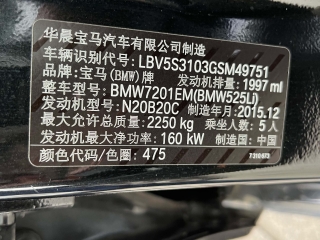 华晨宝马汽车有限公司制造
车辆识别代号: LBV5S3103GSM49751
品牌: 宝马(BMW)牌 发动机排量: 1997 ml
整车型号: BMW7201EM(BMW525Li)
发动机型号: N20B20C 制造年月: 2015.12
最大允许总质量: 2250 kg 乘坐人数: 5人
发动机最大净功率: 160 kW 制造国: 中国
颜色代码/色圈: 475